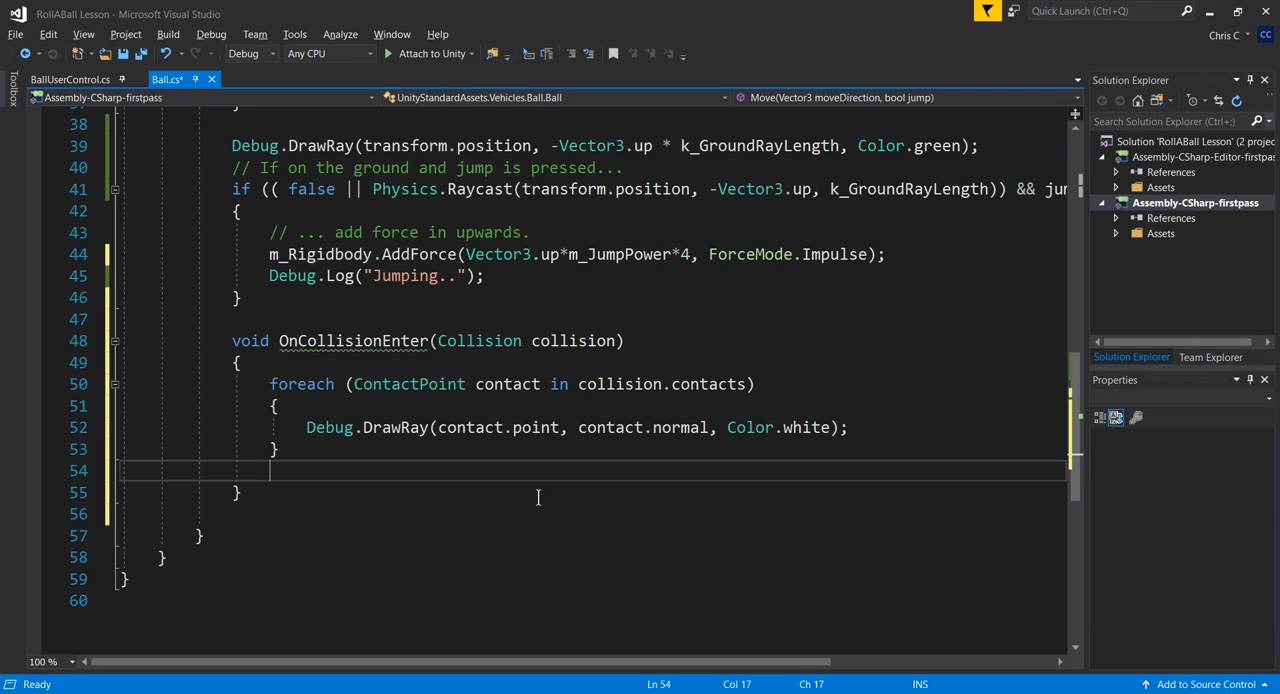 RollABall Lesson - Microsoft Visual Studio
Quick Launch (Ctrl+Q)
File Edit View Project Build Debug Team Tools Analyze Window Help
Chris C CC
Debug Any CPU Attach to Unity
Toolbox
BallUserControl.cs Ball.cs*
Assembly-CSharp-firstpass UnityStandardAssets.Vehicles.Ball.Ball Move(Vector3 moveDirection, bool jump)
38
39 Debug.DrawRay(transform.position, -Vector3.up * k_GroundRayLength, Color.green);
40 // If on the ground and jump is pressed...
41 if (( false || Physics.Raycast(transform.position, -Vector3.up, k_GroundRayLength)) && jum
42 {
43 // ... add force in upwards.
44 m_Rigidbody.AddForce(Vector3.up*m_JumpPower*4, ForceMode.Impulse);
45 Debug.Log("Jumping..");
46 }
47
48 void OnCollisionEnter(Collision collision)
49 {
50 foreach (ContactPoint contact in collision.contacts)
51 {
52 Debug.DrawRay(contact.point, contact.normal, Color.white);
53 }
54
55 }
56
57 }
58 }
59 }
60
100 %
Solution Explorer
Search Solution Explorer (Ctrl+;)
Solution 'RollABall Lesson' (2 projec
Assembly-CSharp-Editor-firstpas
References
Assets
Assembly-CSharp-firstpass
References
Assets
Solution Explorer Team Explorer
Properties
Ready Ln 54 Col 17 Ch 17 INS Add to Source Control